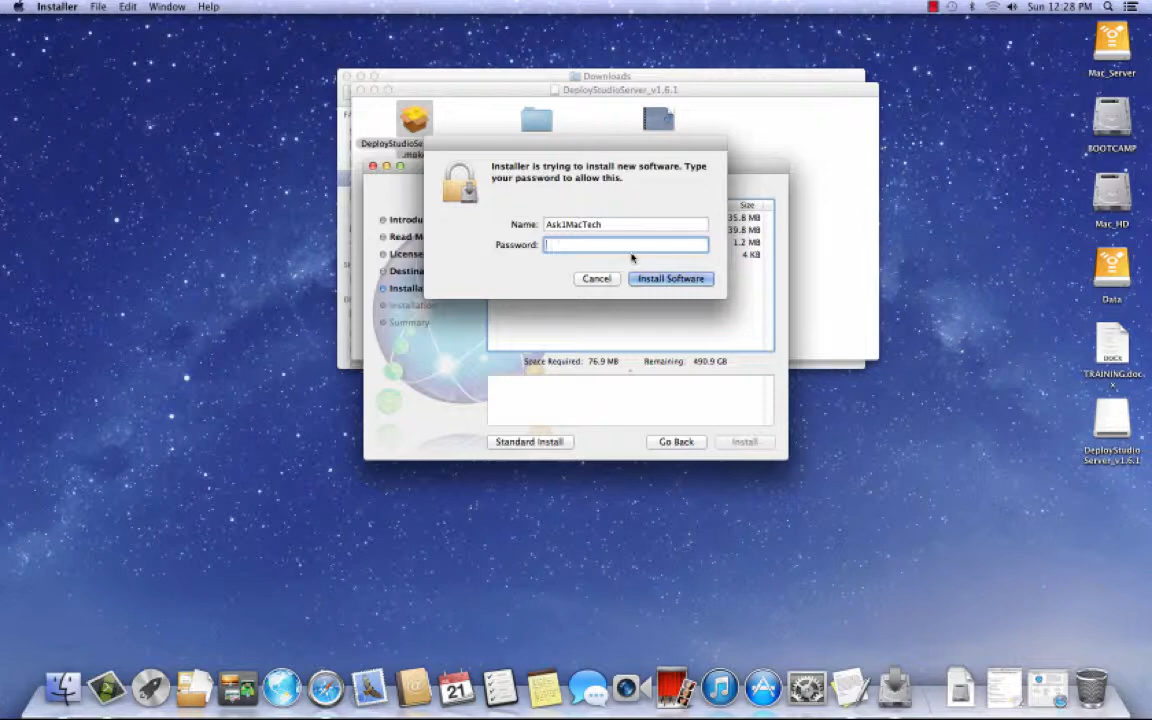 Installer File Edit Window Help
Sun 12:28 PM
Downloads
DeployStudioServer_v1.6.1
Mac_Server
BOOTCAMP
Mac_HD
Data
TRAINING.doc
x
DeployStudio
Server_v1.6.1
DeployStudioSe
.mpk
Installer is trying to install new software. Type
your password to allow this.
Name: Ask1MacTech
Password:
Cancel Install Software
Introdu
Read M
License
Destina
Installa
Installation
Summary
Size
35.8 MB
39.8 MB
1.2 MB
4 KB
Space Required: 76.9 MB Remaining: 490.9 GB
Standard Install Go Back Install
21
DOCX